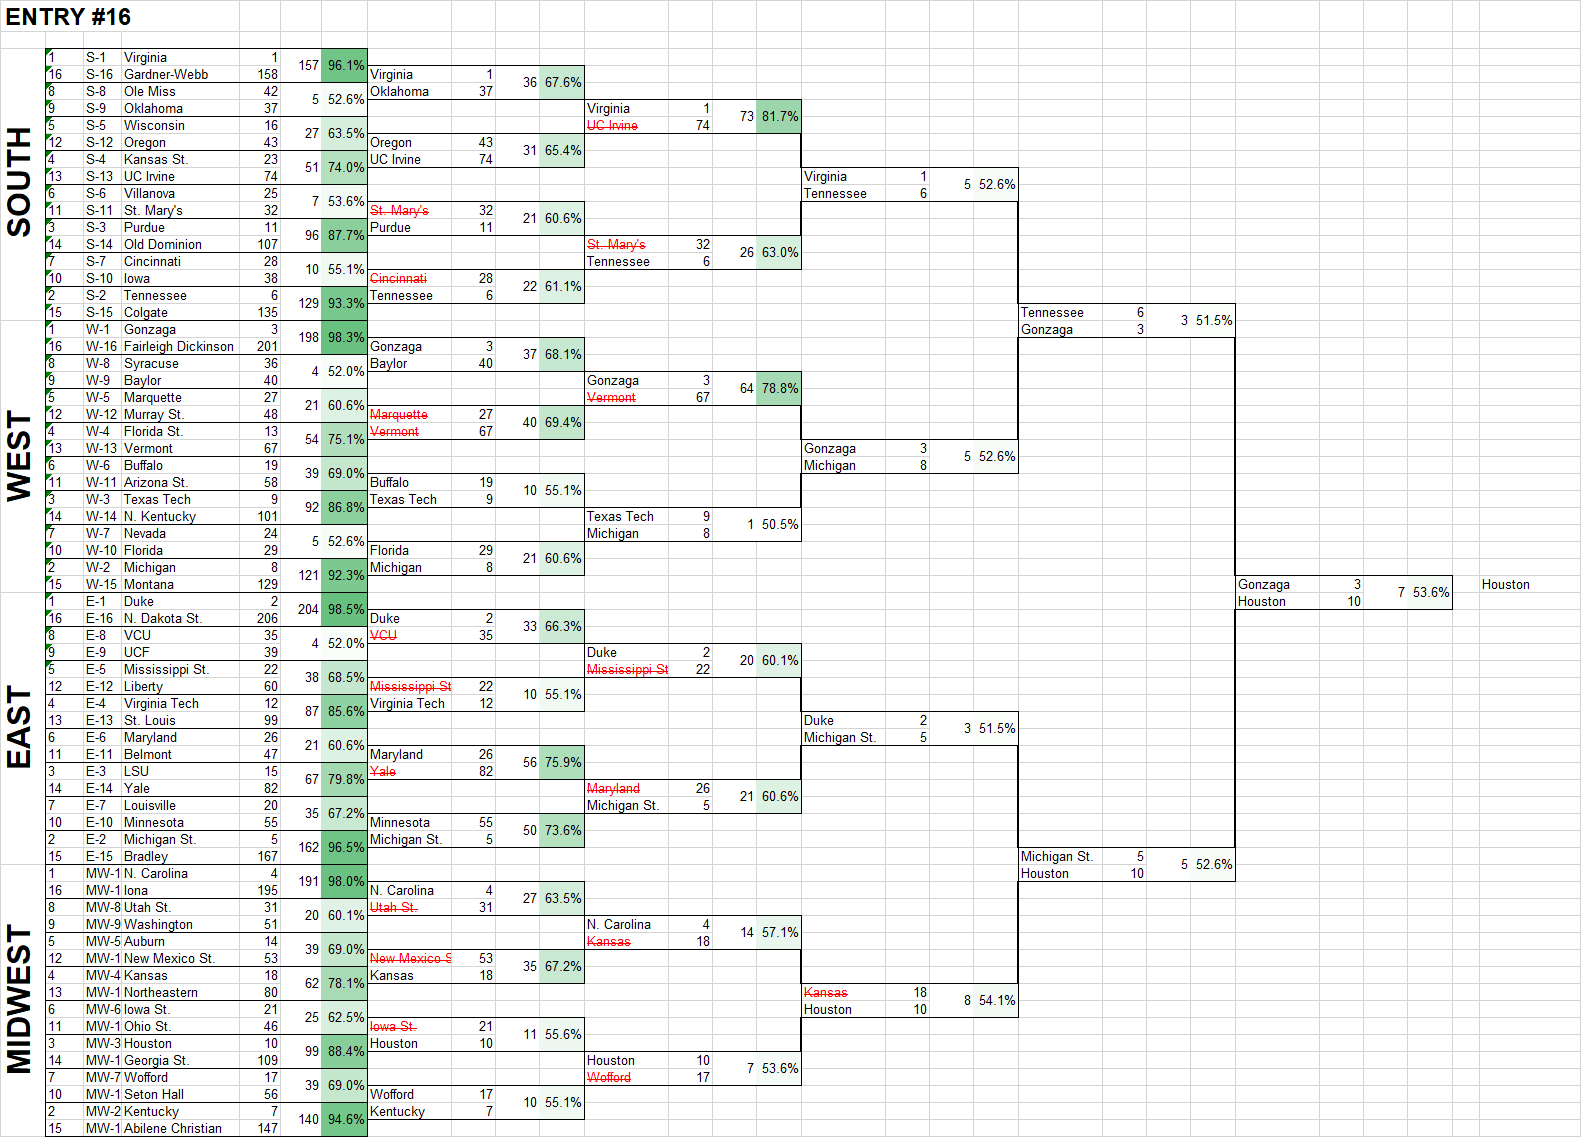 ENTRY #16
SOUTH
1 S-1 Virginia 1 157 96.1%
16 S-16 Gardner-Webb 158 Virginia 1 36 67.6%
8 S-8 Ole Miss 42 5 52.6% Oklahoma 37
9 S-9 Oklahoma 37 Virginia 1 73 81.7%
5 S-5 Wisconsin 16 27 63.5% UC Irvine 74
12 S-12 Oregon 43 Oregon 43 31 65.4%
4 S-4 Kansas St. 23 51 74.0% UC Irvine 74
13 S-13 UC Irvine 74 Virginia 1 5 52.6%
6 S-6 Villanova 25 7 53.6% Tennessee 6
11 S-11 St. Mary's 32 St. Mary's 32 21 60.6%
3 S-3 Purdue 11 96 87.7% Purdue 11
14 S-14 Old Dominion 107 St. Mary's 32 26 63.0%
7 S-7 Cincinnati 28 10 55.1% Tennessee 6
10 S-10 Iowa 38 Cincinnati 28 22 61.1%
2 S-2 Tennessee 6 129 93.3% Tennessee 6
15 S-15 Colgate 135 Tennessee 6 3 51.5%
WEST
1 W-1 Gonzaga 3 198 98.3% Gonzaga 3
16 W-16 Fairleigh Dickinson 201 Gonzaga 3 37 68.1%
8 W-8 Syracuse 36 4 52.0% Baylor 40
9 W-9 Baylor 40 Gonzaga 3 64 78.8%
5 W-5 Marquette 27 21 60.6% Vermont 67
12 W-12 Murray St. 48 Marquette 27 40 69.4%
4 W-4 Florida St. 13 54 75.1% Vermont 67
13 W-13 Vermont 67 Gonzaga 3 5 52.6%
6 W-6 Buffalo 19 39 69.0% Michigan 8
11 W-11 Arizona St. 58 Buffalo 19 10 55.1%
3 W-3 Texas Tech 9 92 86.8% Texas Tech 9
14 W-14 N. Kentucky 101 Texas Tech 9 1 50.5%
7 W-7 Nevada 24 5 52.6% Michigan 8
10 W-10 Florida 29 Florida 29 21 60.6%
2 W-2 Michigan 8 121 92.3% Michigan 8
15 W-15 Montana 129 Gonzaga 3 7 53.6% Houston
EAST
1 E-1 Duke 2 204 98.5% Houston 10
16 E-16 N. Dakota St. 206 Duke 2 33 66.3%
8 E-8 VCU 35 4 52.0% VCU 35
9 E-9 UCF 39 Duke 2 20 60.1%
5 E-5 Mississippi St. 22 38 68.5% Mississippi St 22
12 E-12 Liberty 60 Mississippi St 22 10 55.1%
4 E-4 Virginia Tech 12 87 85.6% Virginia Tech 12
13 E-13 St. Louis 99 Duke 2 3 51.5%
6 E-6 Maryland 26 21 60.6% Michigan St. 5
11 E-11 Belmont 47 Maryland 26 56 75.9%
3 E-3 LSU 15 67 79.8% Yale 82
14 E-14 Yale 82 Maryland 26 21 60.6%
7 E-7 Louisville 20 35 67.2% Michigan St. 5
10 E-10 Minnesota 55 Minnesota 55 50 73.6%
2 E-2 Michigan St. 5 162 96.5% Michigan St. 5
15 E-15 Bradley 167 Michigan St. 5 5 52.6%
MIDWEST
1 MW-1 N. Carolina 4 191 98.0% Houston 10
16 MW-1 Iona 195 N. Carolina 4 27 63.5%
8 MW-8 Utah St. 31 20 60.1% Utah St. 31
9 MW-9 Washington 51 N. Carolina 4 14 57.1%
5 MW-5 Auburn 14 39 69.0% Kansas 18
12 MW-1 New Mexico St. 53 New Mexico S 53 35 67.2%
4 MW-4 Kansas 18 62 78.1% Kansas 18
13 MW-1 Northeastern 80 Kansas 18 8 54.1%
6 MW-6 Iowa St. 21 25 62.5% Houston 10
11 MW-1 Ohio St. 46 Iowa St. 21 11 55.6%
3 MW-3 Houston 10 99 88.4% Houston 10
14 MW-1 Georgia St. 109 Houston 10 7 53.6%
7 MW-7 Wofford 17 39 69.0% Wofford 17
10 MW-1 Seton Hall 56 Wofford 17 10 55.1%
2 MW-2 Kentucky 7 140 94.6% Kentucky 7
15 MW-1 Abilene Christian 147